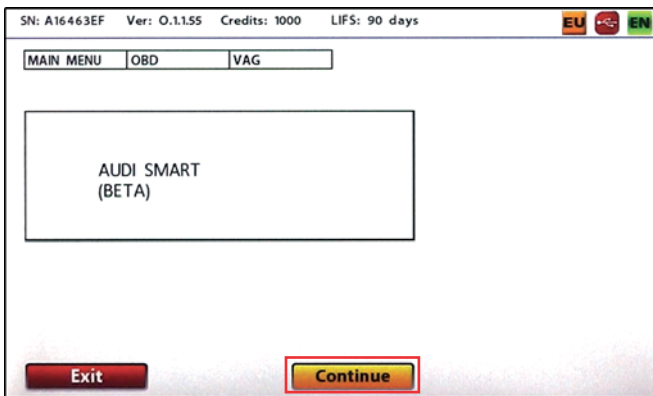 SN: A16463EF Ver: O.1.1.55 Credits: 1000 LIFS: 90 days EU EN
MAIN MENU OBD VAG
AUDI SMART
(BETA)
Exit Continue